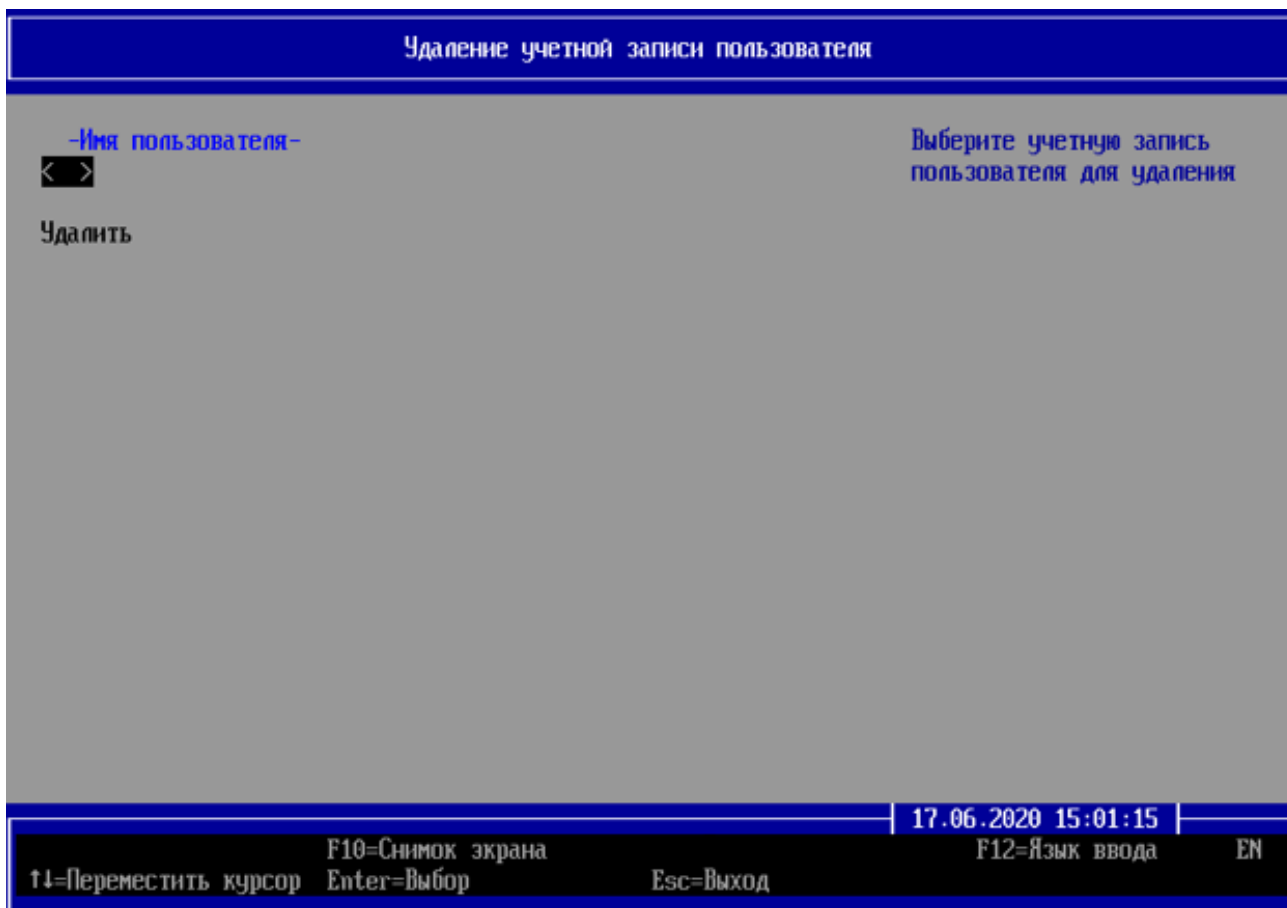 Удаление учетной записи пользователя
-Имя пользователя-
< >
Удалить
Выберите учетную запись
пользователя для удаления
17.06.2020 15:01:15
F10=Снимок экрана F12=Язык ввода EN
↑↓=Переместить курсор Enter=Выбор Esc=Выход